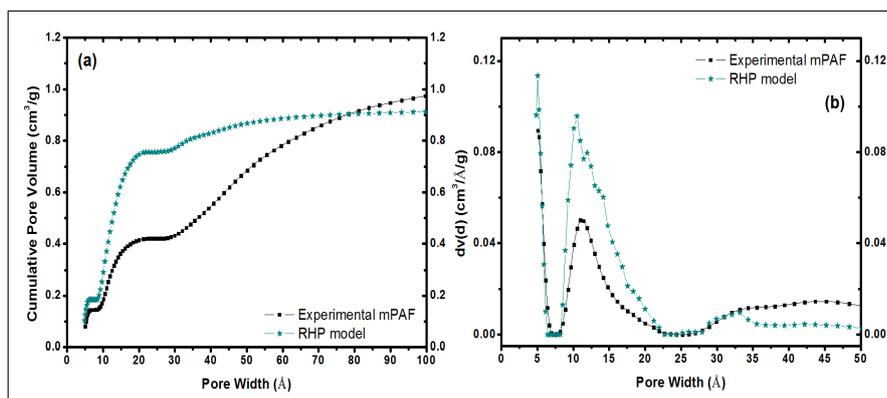 (a)
Cumulative Pore Volume (cm³/g)
1.2
1.0
0.8
0.6
0.4
0.2
0.0
1.2
1.0
0.8
0.6
0.4
0.2
0.0
Experimental mPAF
RHP model
0 10 20 30 40 50 60 70 80 90 100
Pore Width (Å)
(b)
dv(d) (cm³/Å/g)
0.12
0.08
0.04
0.00
0.12
0.08
0.04
0.00
Experimental mPAF
RHP model
0 5 10 15 20 25 30 35 40 45 50
Pore Width (Å)